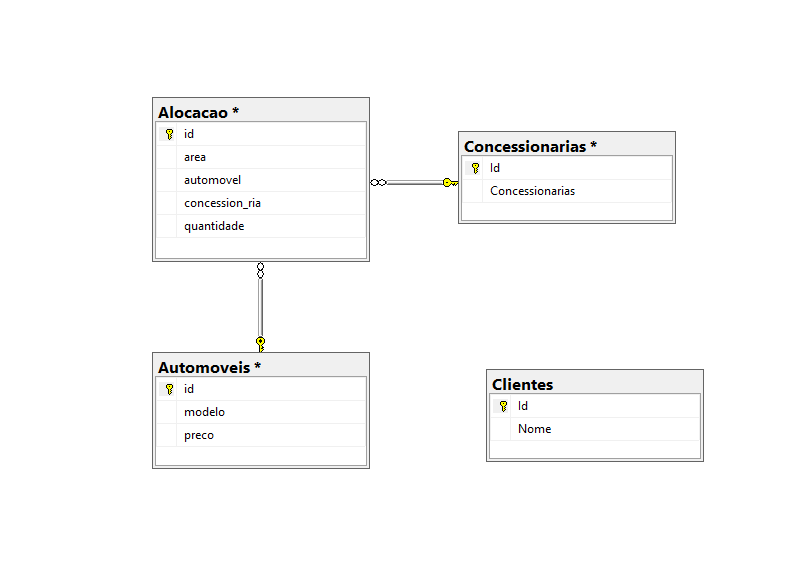 Alocacao *
id
area
automovel
concession_ria
quantidade
Concessionarias *
Id
Concessionarias
Automoveis *
id
modelo
preco
Clientes
Id
Nome